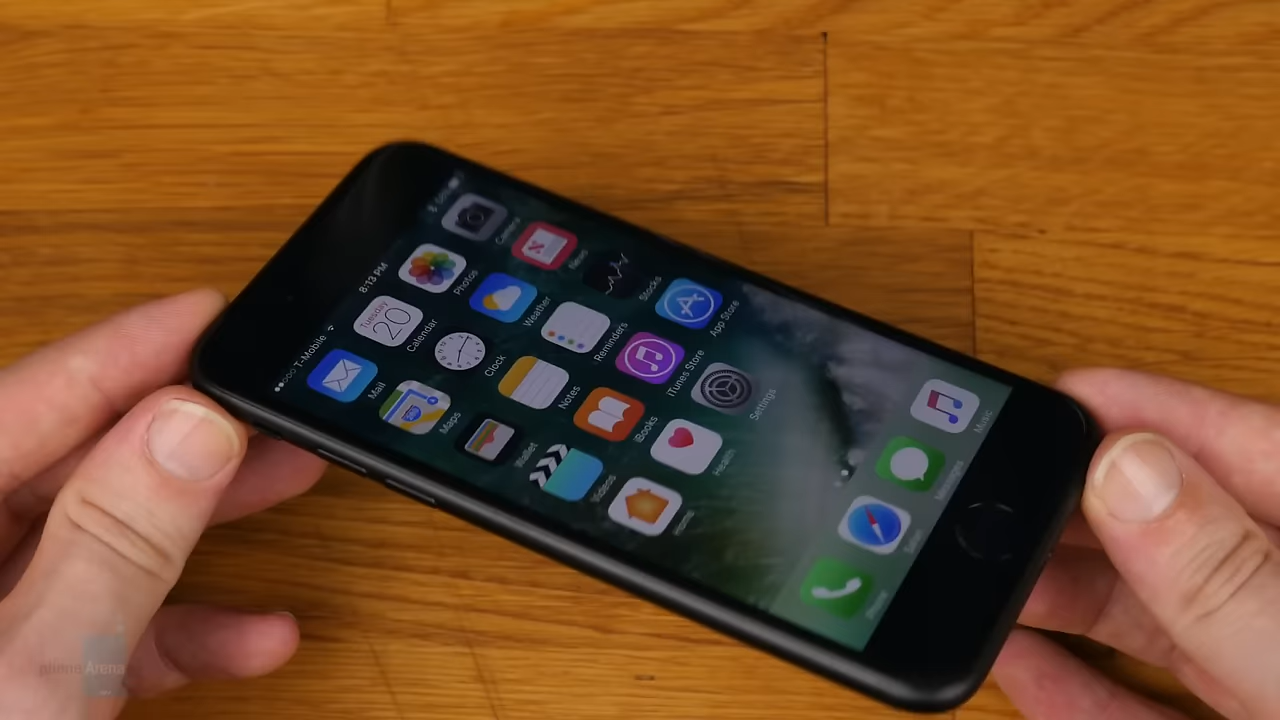 ●●○○○ T-Mobile
8:13 PM
Mail
Tuesday
20
Calendar
Photos
Camera
Maps
Clock
Weather
News
Wallet
Notes
Reminders
Stocks
Videos
iBooks
iTunes Store
App Store
Home
Health
Settings
Phone
Safari
Messages
Music
phoneArena